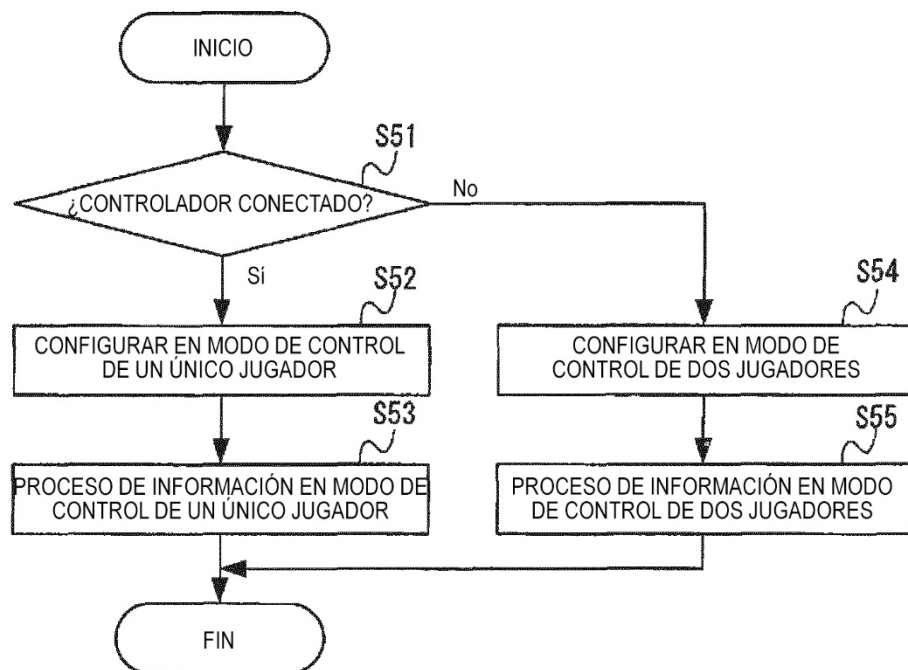 INICIO
S51
¿CONTROLADOR CONECTADO?
No
Sí
S52
CONFIGURAR EN MODO DE CONTROL
DE UN ÚNICO JUGADOR
S54
CONFIGURAR EN MODO DE
CONTROL DE DOS JUGADORES
S53
PROCESO DE INFORMACIÓN EN MODO DE
CONTROL DE UN ÚNICO JUGADOR
S55
PROCESO DE INFORMACIÓN EN MODO
DE CONTROL DE DOS JUGADORES
FIN